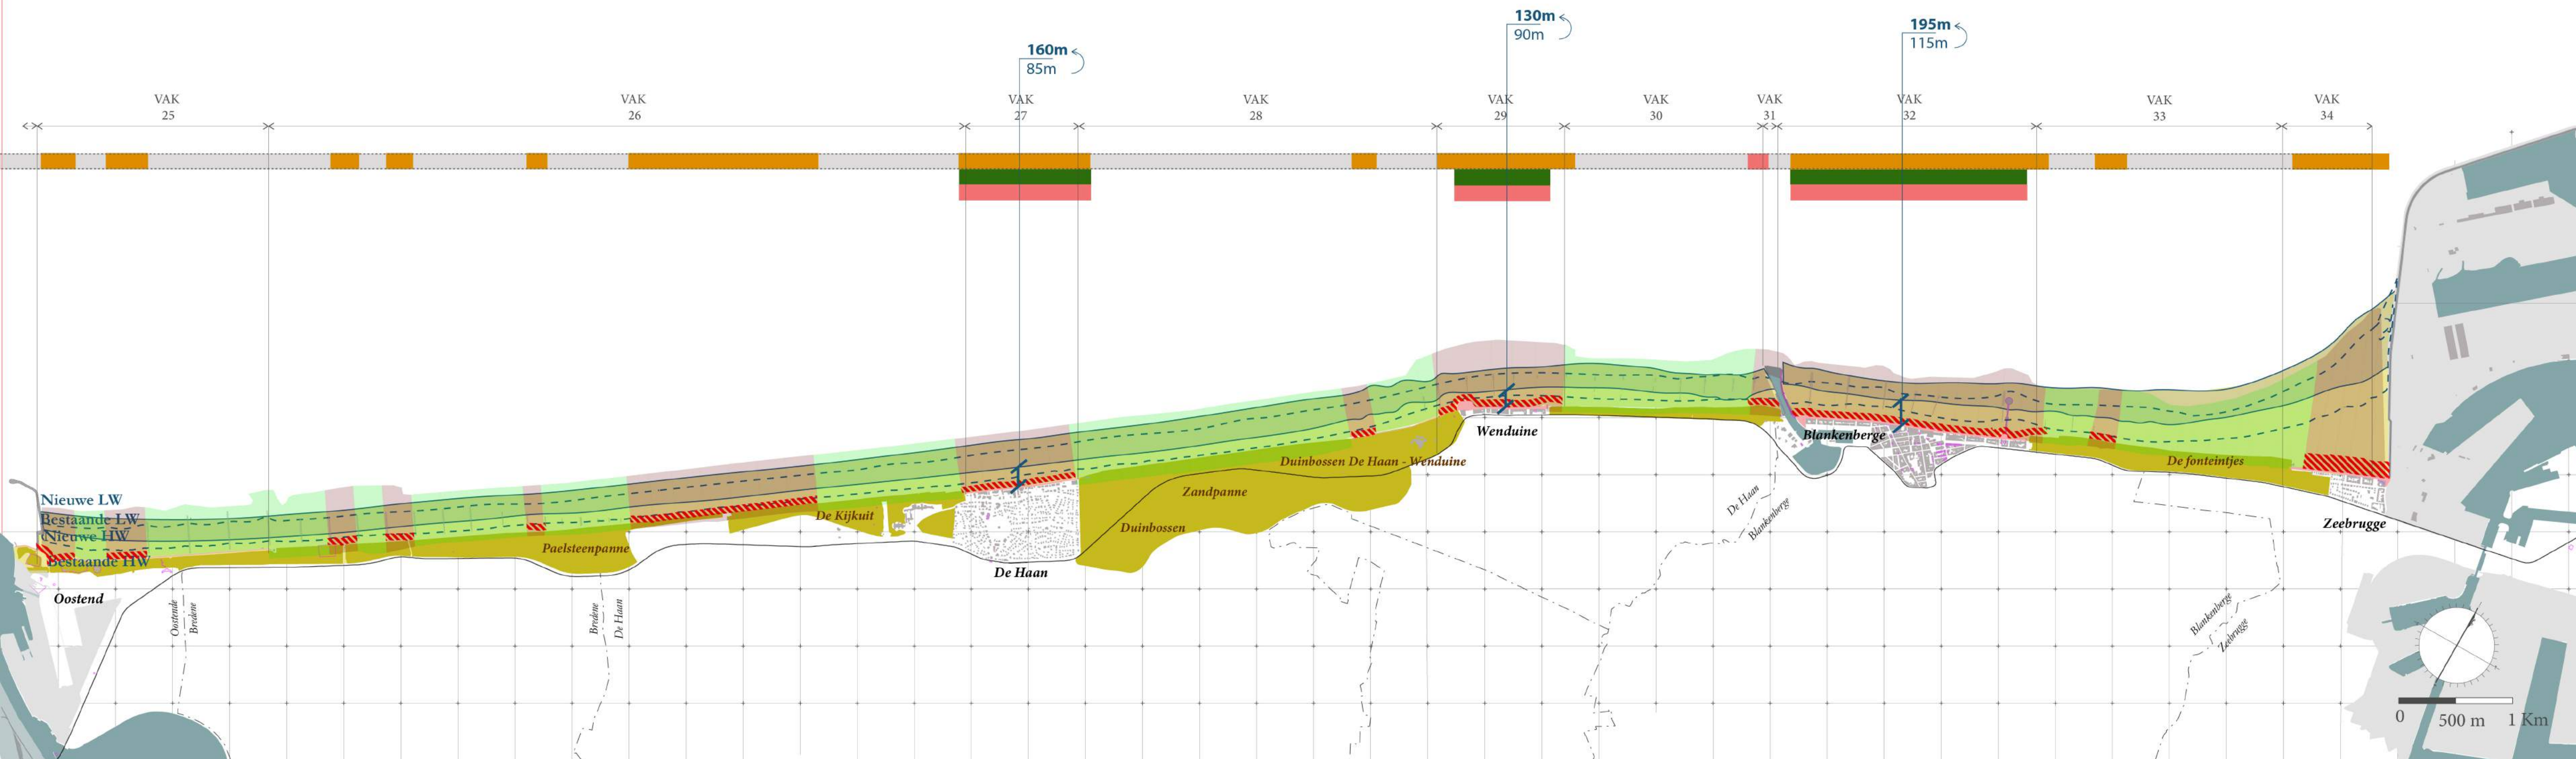 130m
90m
195m
115m
160m
85m
VAK
25
VAK
26
VAK
27
VAK
28
VAK
29
VAK
30
VAK
31
VAK
32
VAK
33
VAK
34
Nieuwe LW
Bestaande LW
Nieuwe HW
Bestaande HW
Oostend
Oostende
Bredene
Paelsteenpanne
Bredene
De Haan
De Kijkuit
De Haan
Duinbossen
Zandpanne
Duinbossen De Haan - Wenduine
Wenduine
De Haan
Blankenberge
Blankenberge
De fonteintjes
Zeebrugge
Blankenberge
Zeebrugge
0
500 m
1 Km